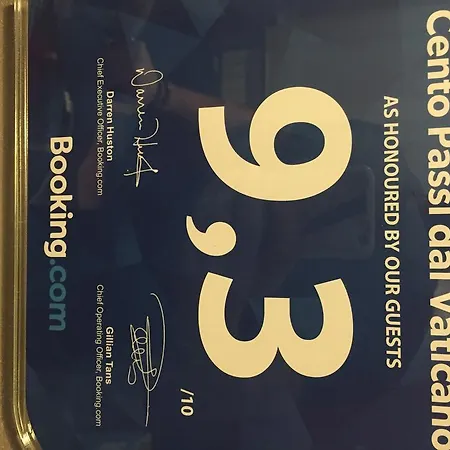 Cento Passi dal Vaticano
AS HONOURED BY OUR GUESTS
9,3
/10
Darren Huston
Chief Executive Officer, Booking.com
Gillian Tans
Chief Operating Officer, Booking.com
Booking.com